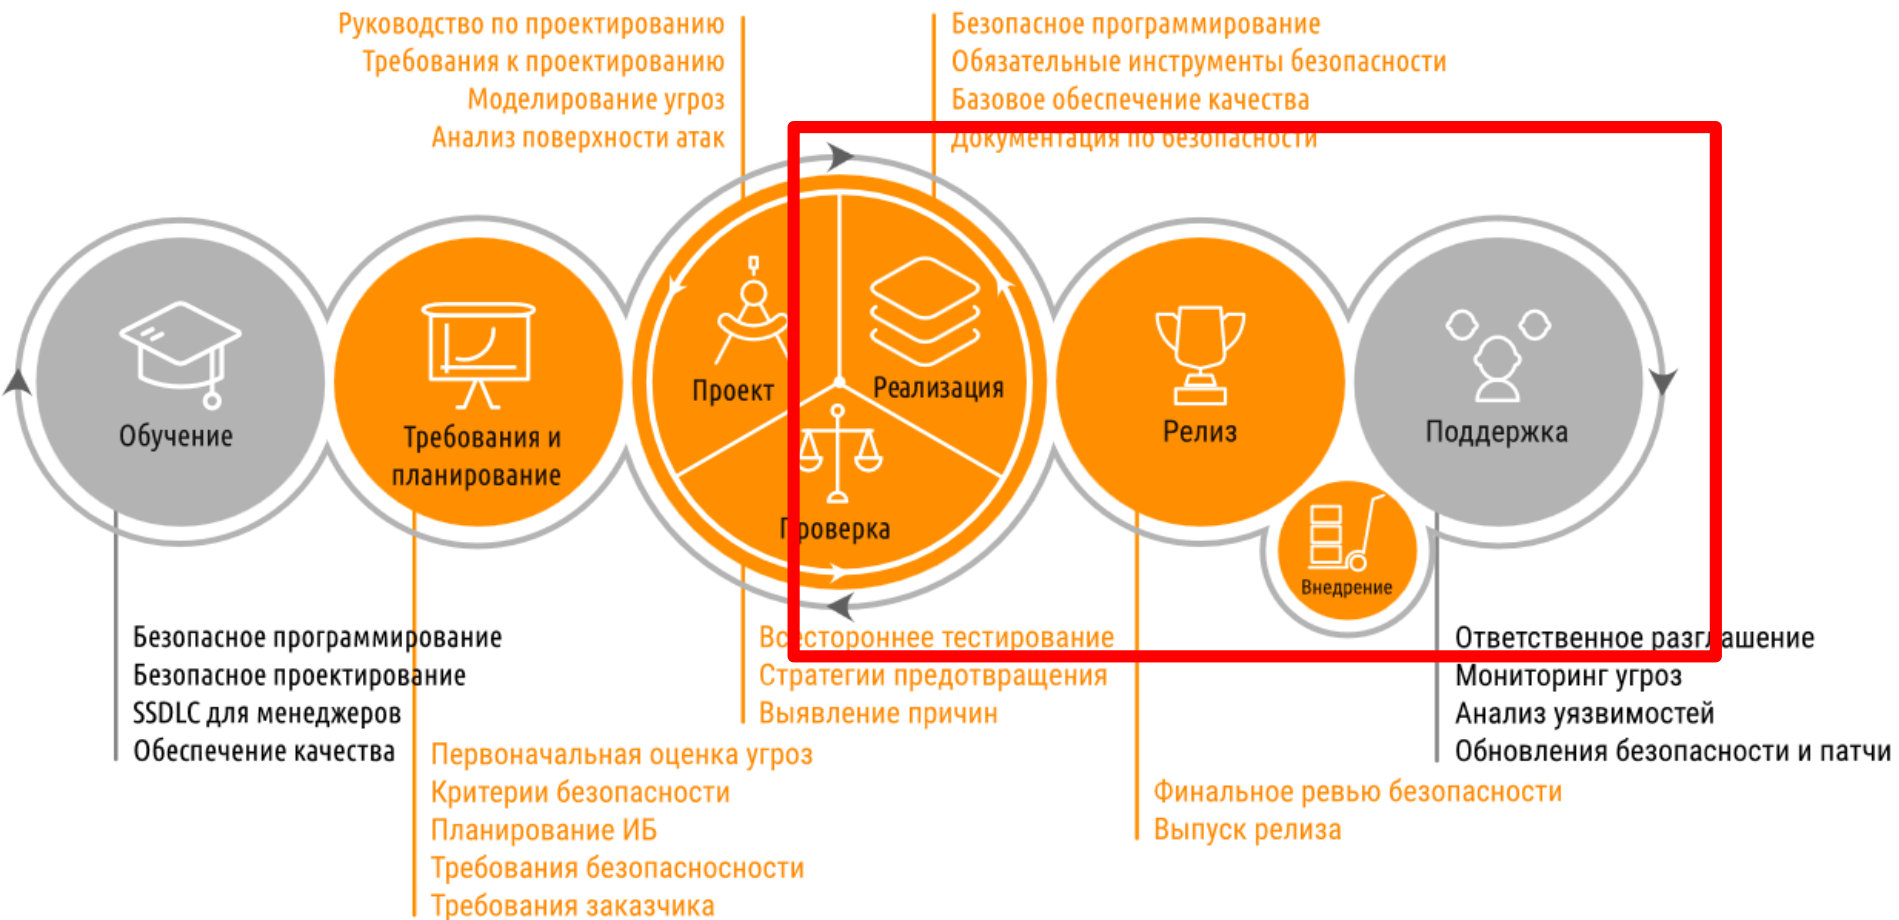 Руководство по проектированию
Требования к проектированию
Моделирование угроз
Анализ поверхности атак
Безопасное программирование
Обязательные инструменты безопасности
Базовое обеспечение качества
Документация по безопасности
Обучение
Требования и
планирование
Проект
Реализация
Проверка
Релиз
Внедрение
Поддержка
Безопасное программирование
Безопасное проектирование
SSDLC для менеджеров
Обеспечение качества
Первоначальная оценка угроз
Критерии безопасности
Планирование ИБ
Требования безопасносности
Требования заказчика
Всестороннее тестирование
Стратегии предотвращения
Выявление причин
Финальное ревью безопасности
Выпуск релиза
Ответственное разглашение
Мониторинг угроз
Анализ уязвимостей
Обновления безопасности и патчи